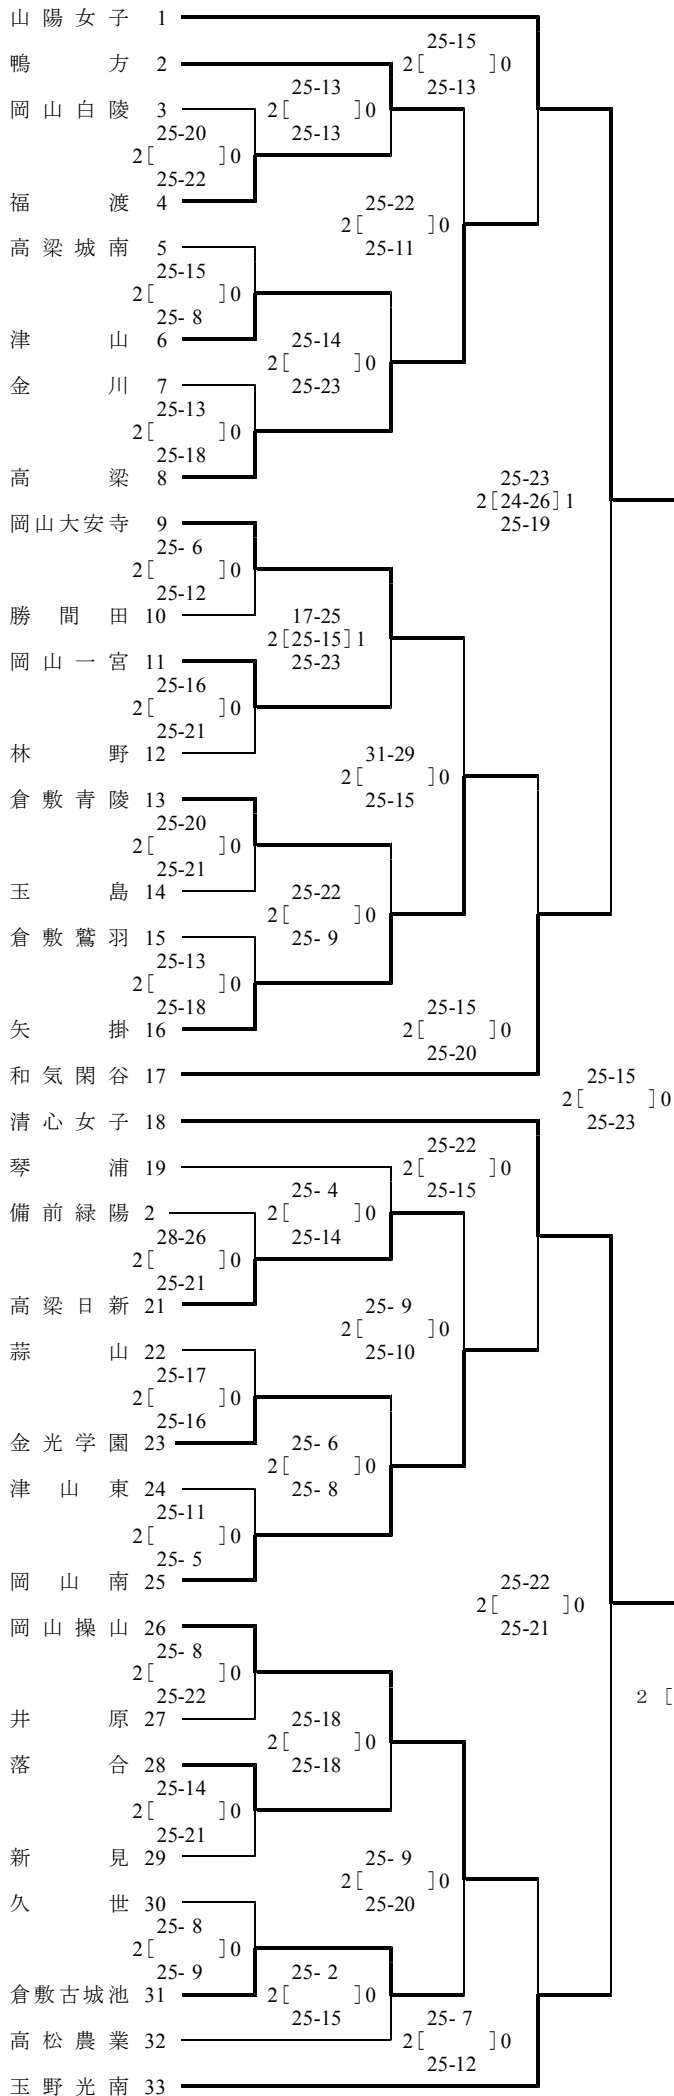 山陽女子 1
25-15
鴨方 2
2[ ]0
25-13
25-13
岡山白陵 3
2[ ]0
25-20
25-13
2[ ]0
25-22
福渡 4
25-22
2[ ]0
高梁城南 5
25-11
25-15
2[ ]0
25- 8
津山 6
25-14
2[ ]0
金川 7
25-23
25-13
2[ ]0
25-18
高梁 8
25-23
2[24-26]1
岡山大安寺 9
25-19
25- 6
2[ ]0
25-12
勝間田 10
17-25
2[25-15]1
岡山一宮 11
25-23
25-16
2[ ]0
25-21
林野 12
31-29
2[ ]0
倉敷青陵 13
25-15
25-20
2[ ]0
25-21
玉島 14
25-22
2[ ]0
倉敷鷲羽 15
25- 9
25-13
2[ ]0
25-18
25-15
矢掛 16
2[ ]0
25-20
和気閑谷 17
25-15
2[ ]0
清心女子 18
25-23
25-22
琴浦 19
2[ ]0
25- 4
25-15
備前緑陽 2
2[ ]0
28-26
25-14
2[ ]0
25-21
高梁日新 21
25- 9
2[ ]0
蒜山 22
25-10
25-17
2[ ]0
25-16
金光学園 23
25- 6
2[ ]0
津山東 24
25- 8
25-11
2[ ]0
25- 5
岡山南 25
25-22
2[ ]0
岡山操山 26
25-21
25- 8
2[ ]0
25-22
2 [
井原 27
25-18
2[ ]0
落合 28
25-18
25-14
2[ ]0
25-21
新見 29
25- 9
2[ ]0
久世 30
25-20
25- 8
2[ ]0
25- 9
25- 2
倉敷古城池 31
2[ ]0
25-15
25- 7
高松農業 32
2[ ]0
25-12
玉野光南 33